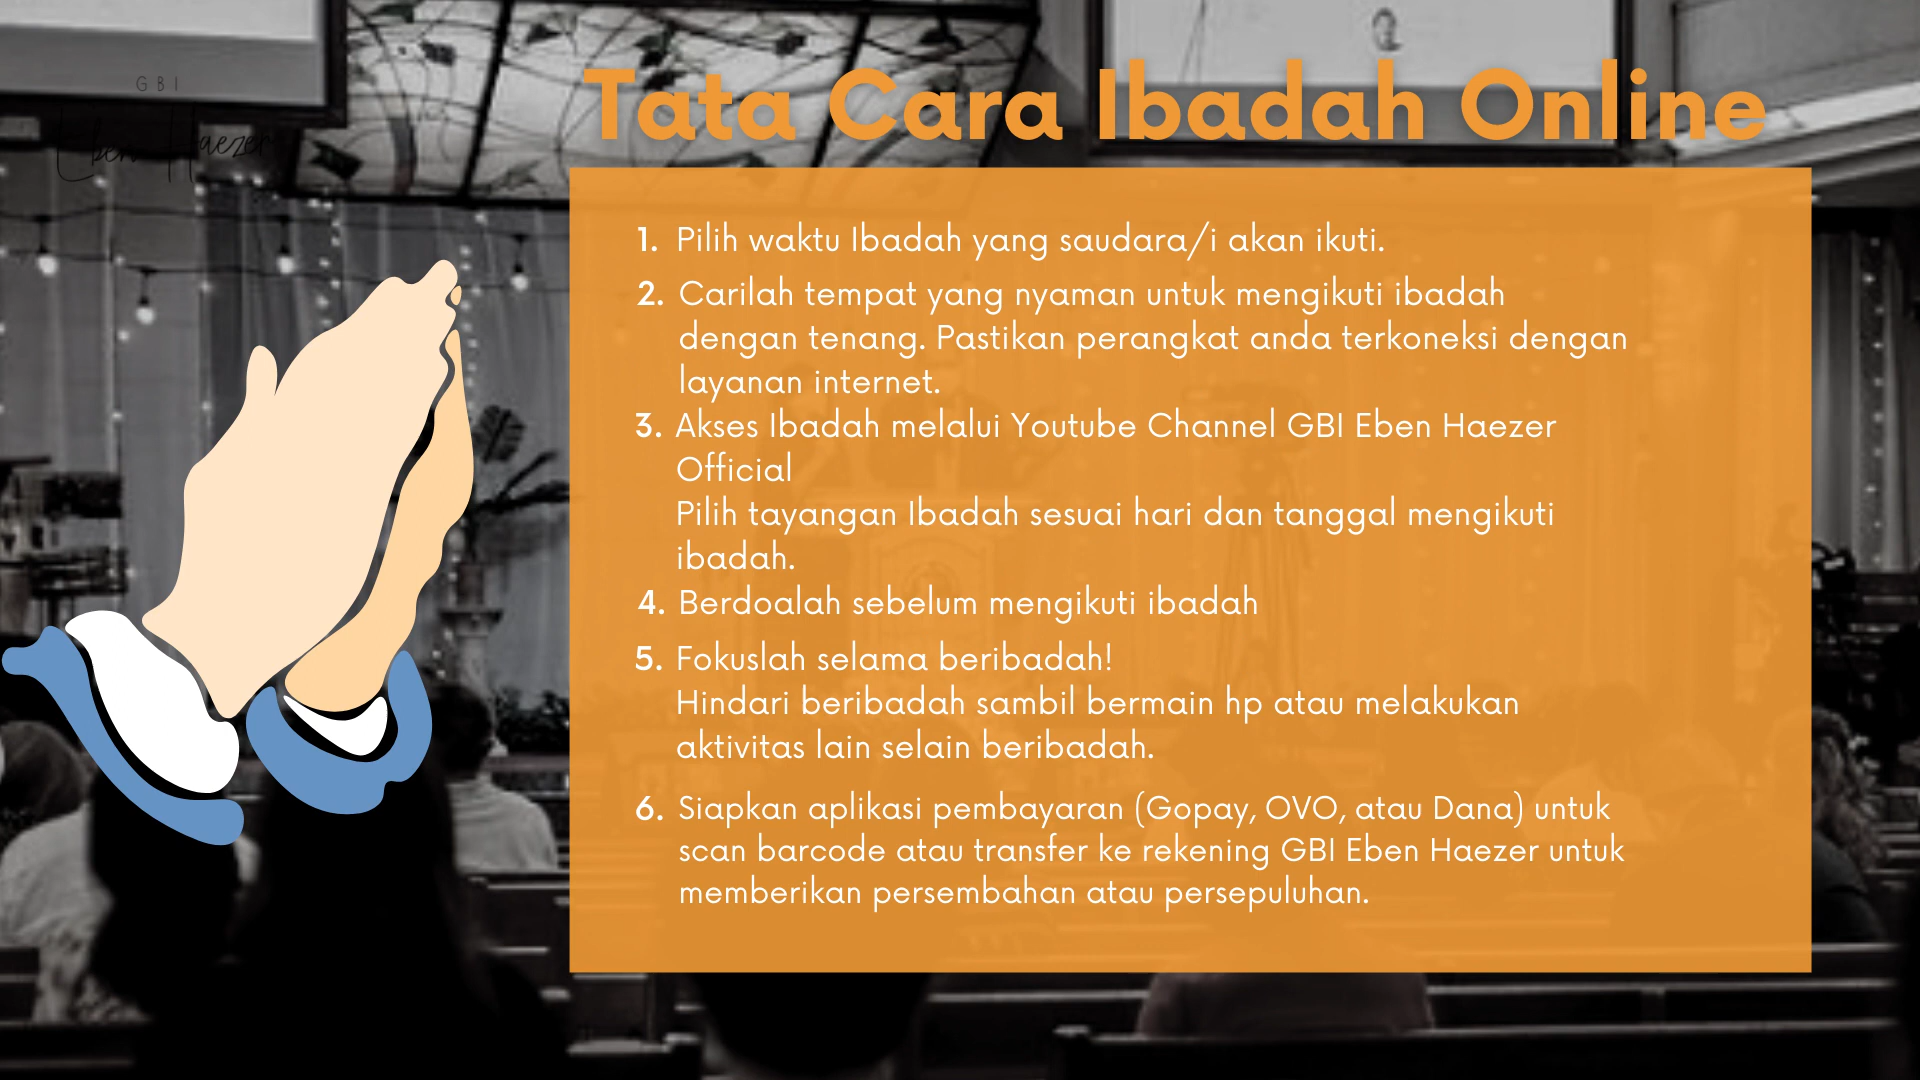 GBI
Eben Haezer
Tata Cara Ibadah Online
1. Pilih waktu Ibadah yang saudara/i akan ikuti.
2. Carilah tempat yang nyaman untuk mengikuti ibadah
dengan tenang. Pastikan perangkat anda terkoneksi dengan
layanan internet.
3. Akses Ibadah melalui Youtube Channel GBI Eben Haezer
Official
Pilih tayangan Ibadah sesuai hari dan tanggal mengikuti
ibadah.
4. Berdoalah sebelum mengikuti ibadah
5. Fokuslah selama beribadah!
Hindari beribadah sambil bermain hp atau melakukan
aktivitas lain selain beribadah.
6. Siapkan aplikasi pembayaran (Gopay, OVO, atau Dana) untuk
scan barcode atau transfer ke rekening GBI Eben Haezer untuk
memberikan persembahan atau persepuluhan.